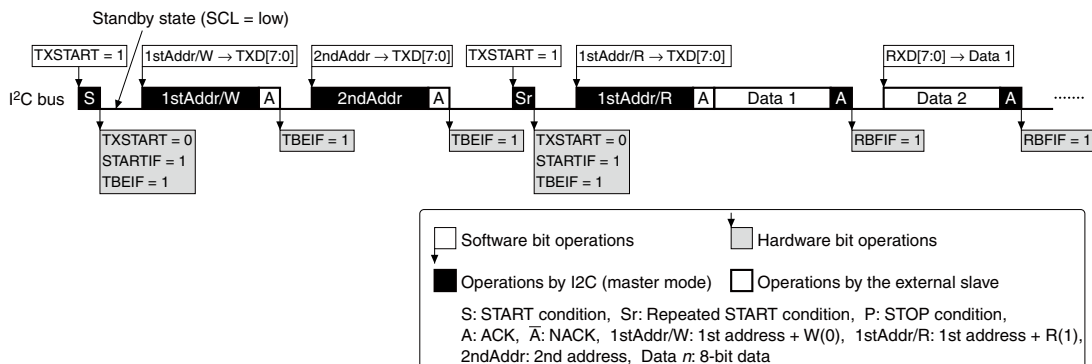 Standby state (SCL = low)
TXSTART = 1
1stAddr/W → TXD[7:0]
2ndAddr → TXD[7:0]
TXSTART = 1
1stAddr/R → TXD[7:0]
RXD[7:0] → Data 1
I²C bus
S
1stAddr/W
A
2ndAddr
A
Sr
1stAddr/R
A
Data 1
A
Data 2
A
........
TXSTART = 0
STARTIF = 1
TBEIF = 1
TBEIF = 1
TBEIF = 1
TXSTART = 0
STARTIF = 1
TBEIF = 1
RBFIF = 1
RBFIF = 1
Software bit operations
Hardware bit operations
Operations by I2C (master mode)
Operations by the external slave
S: START condition, Sr: Repeated START condition, P: STOP condition,
A: ACK, A̅: NACK, 1stAddr/W: 1st address + W(0), 1stAddr/R: 1st address + R(1),
2ndAddr: 2nd address, Data n: 8-bit data